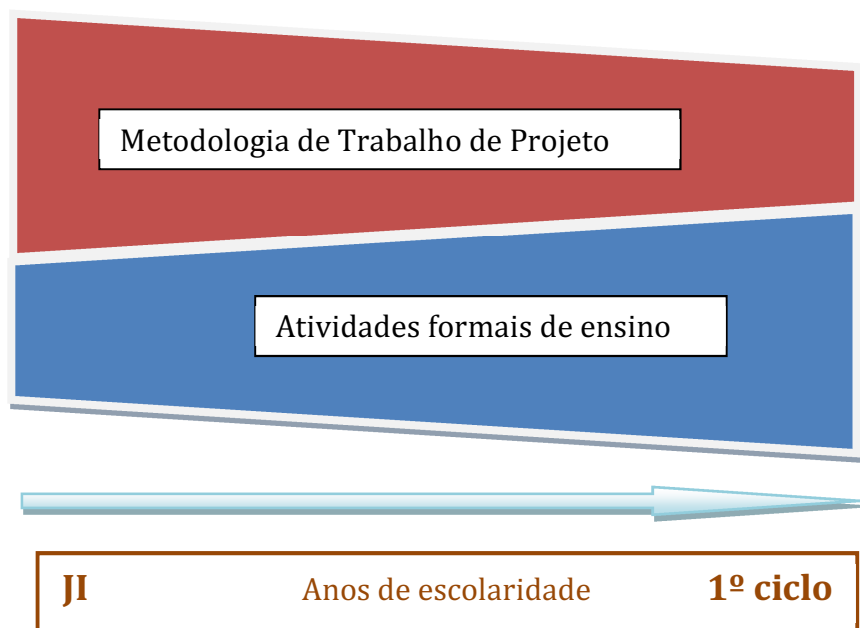 Metodologia de Trabalho de Projeto
Atividades formais de ensino
JI Anos de escolaridade 1º ciclo